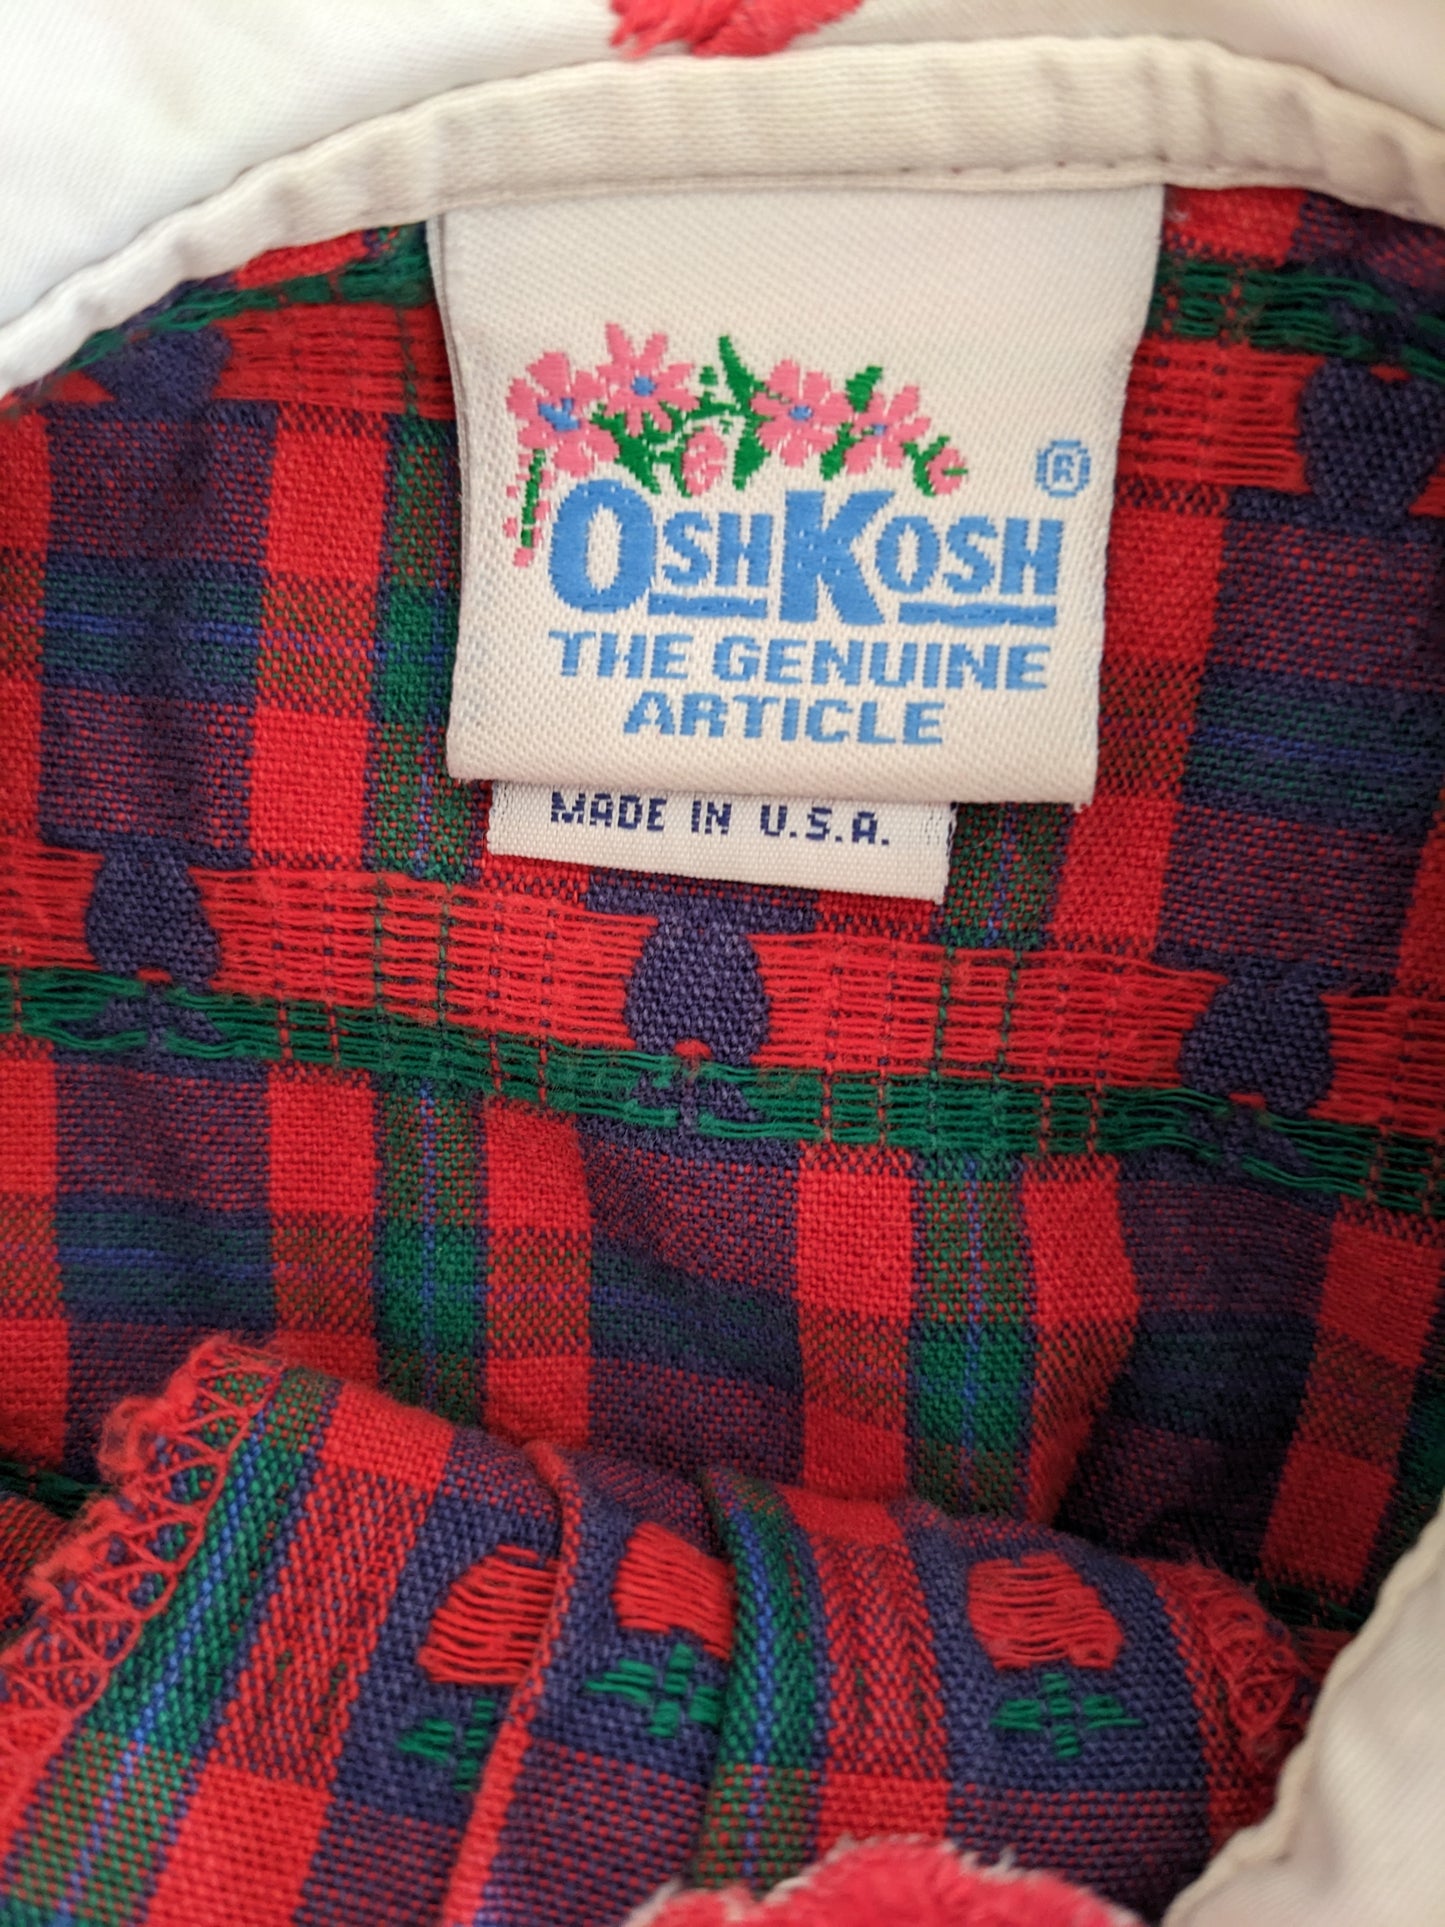 ®
OSHKOSH
THE GENUINE
ARTICLE
MADE IN U.S.A.